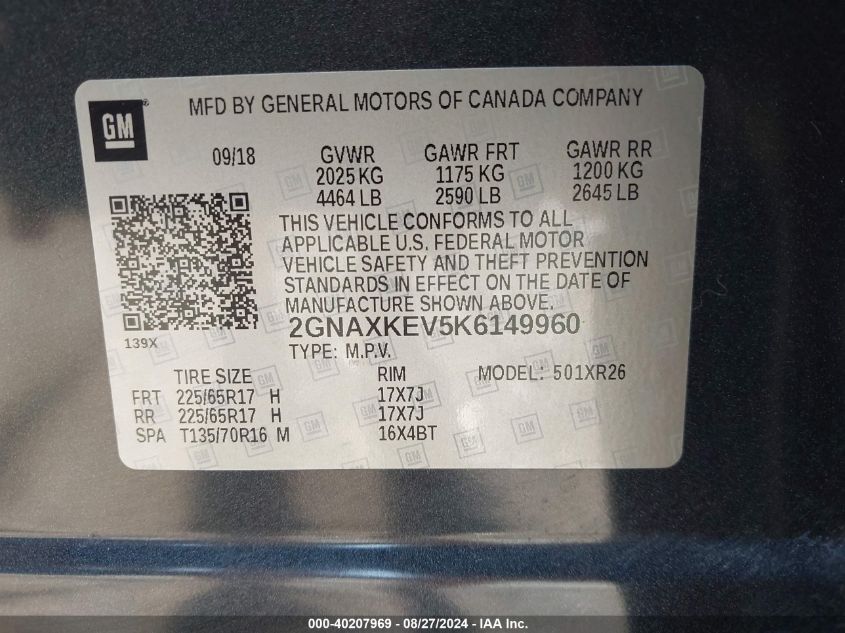 GM
MFD BY GENERAL MOTORS OF CANADA COMPANY
09/18 GVWR GAWR FRT GAWR RR
2025 KG 1175 KG 1200 KG
4464 LB 2590 LB 2645 LB
THIS VEHICLE CONFORMS TO ALL
APPLICABLE U.S. FEDERAL MOTOR
VEHICLE SAFETY AND THEFT PREVENTION
STANDARDS IN EFFECT ON THE DATE OF
MANUFACTURE SHOWN ABOVE.
2GNAXKEV5K6149960
139X
TYPE: M.P.V.
TIRE SIZE RIM MODEL: 501XR26
FRT 225/65R17 H 17X7J
RR 225/65R17 H 17X7J
SPA T135/70R16 M 16X4BT
000-40207969 - 08/27/2024 - IAA Inc.